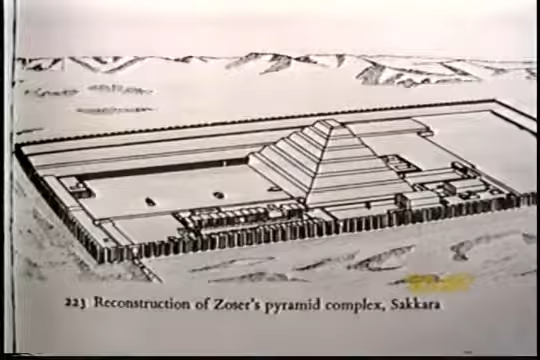 223 Reconstruction of Zoser's pyramid complex, Sakkara